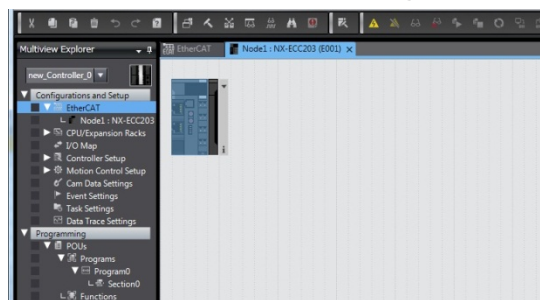 Multiview Explorer
EtherCAT
Node1 : NX-ECC203 (E001)
new_Controller_0
Configurations and Setup
EtherCAT
Node1 : NX-ECC203
CPU/Expansion Racks
I/O Map
Controller Setup
Motion Control Setup
Cam Data Settings
Event Settings
Task Settings
Data Trace Settings
Programming
POUs
Programs
Program0
Section0
Functions